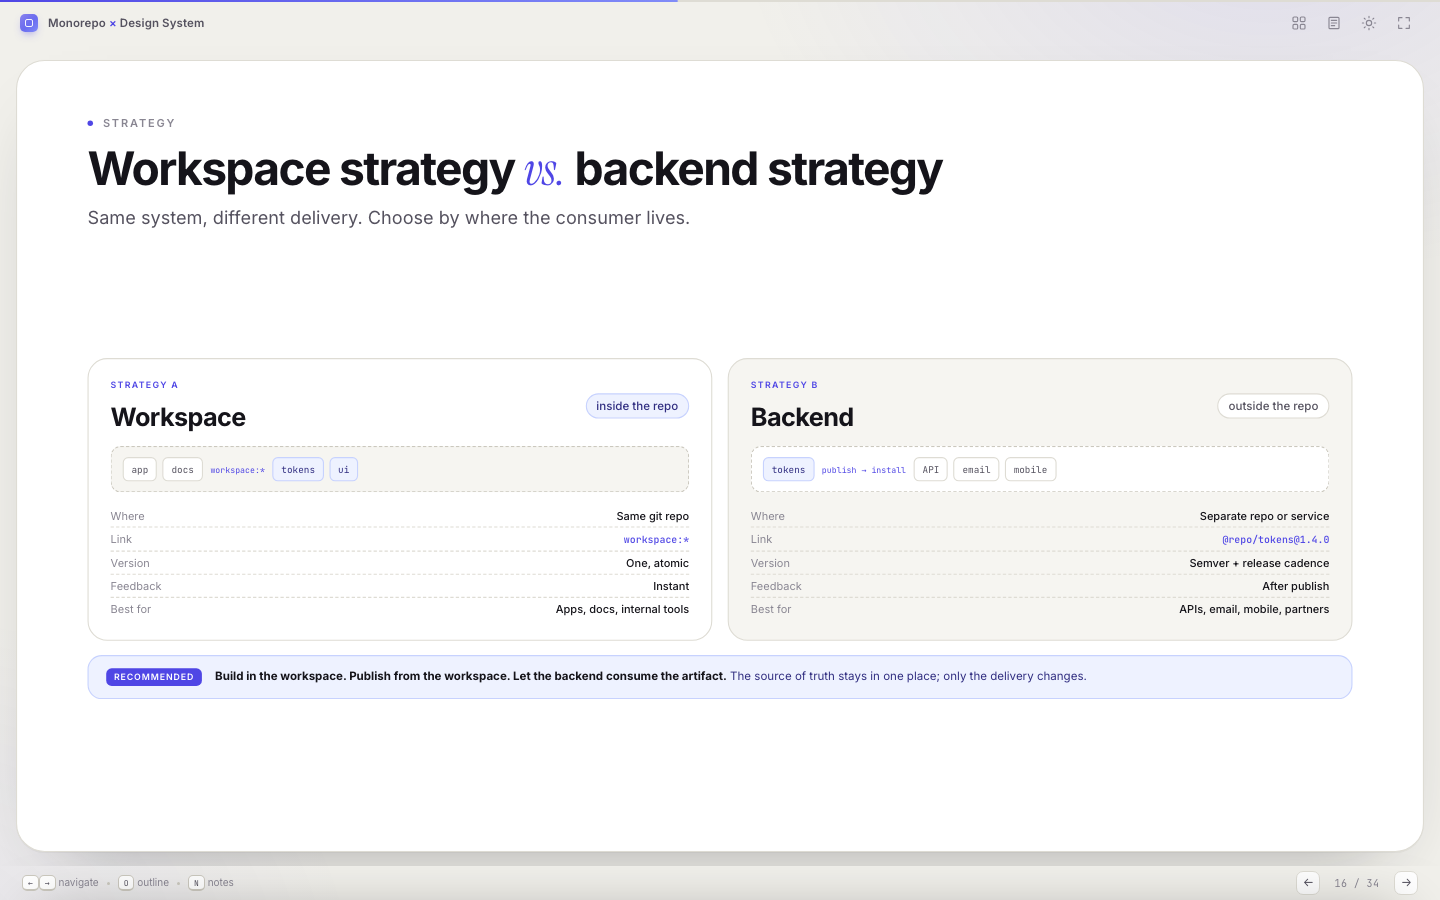 Monorepo × Design System
STRATEGY
Workspace strategy vs. backend strategy
Same system, different delivery. Choose by where the consumer lives.
STRATEGY A
Workspace
inside the repo
app docs workspace:* tokens ui
Where Same git repo
Link workspace:*
Version One, atomic
Feedback Instant
Best for Apps, docs, internal tools
STRATEGY B
Backend
outside the repo
tokens publish → install API email mobile
Where Separate repo or service
Link @repo/tokens@1.4.0
Version Semver + release cadence
Feedback After publish
Best for APIs, email, mobile, partners
RECOMMENDED Build in the workspace. Publish from the workspace. Let the backend consume the artifact. The source of truth stays in one place; only the delivery changes.
← → navigate • O outline • N notes
← 16 / 34 →